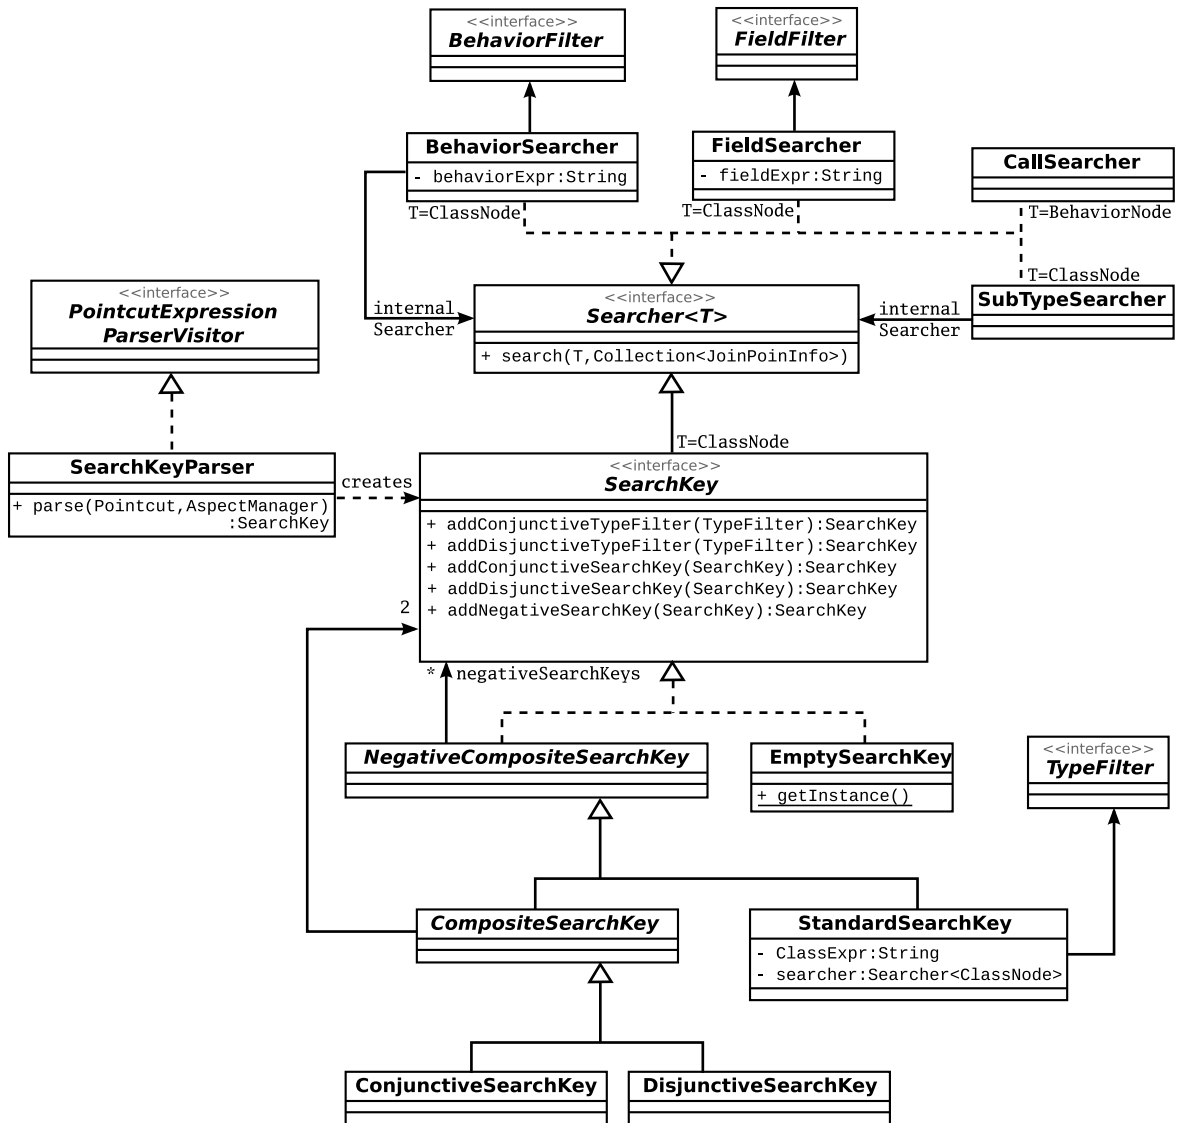 <<interface>>
BehaviorFilter
<<interface>>
FieldFilter
BehaviorSearcher
- behaviorExpr:String
T=ClassNode
FieldSearcher
- fieldExpr:String
T=ClassNode
CallSearcher
T=BehaviorNode
T=ClassNode
SubTypeSearcher
<<interface>>
PointcutExpression
ParserVisitor
internal
Searcher
<<interface>>
Searcher<T>
+ search(T,Collection<JoinPoinInfo>)
internal
Searcher
T=ClassNode
SearchKeyParser
+ parse(Pointcut,AspectManager)
:SearchKey
creates
<<interface>>
SearchKey
+ addConjunctiveTypeFilter(TypeFilter):SearchKey
+ addDisjunctiveTypeFilter(TypeFilter):SearchKey
+ addConjunctiveSearchKey(SearchKey):SearchKey
+ addDisjunctiveSearchKey(SearchKey):SearchKey
+ addNegativeSearchKey(SearchKey):SearchKey
2
* negativeSearchKeys
NegativeCompositeSearchKey
EmptySearchKey
+ getInstance()
<<interface>>
TypeFilter
CompositeSearchKey
StandardSearchKey
- ClassExpr:String
- searcher:Searcher<ClassNode>
ConjunctiveSearchKey
DisjunctiveSearchKey